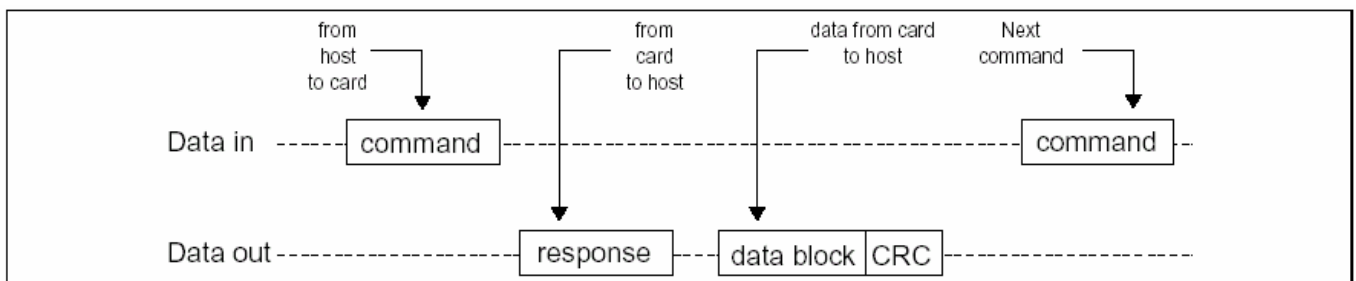 from
host
to card
from
card
to host
data from card
to host
Next
command
Data in
command
command
Data out
response
data block
CRC